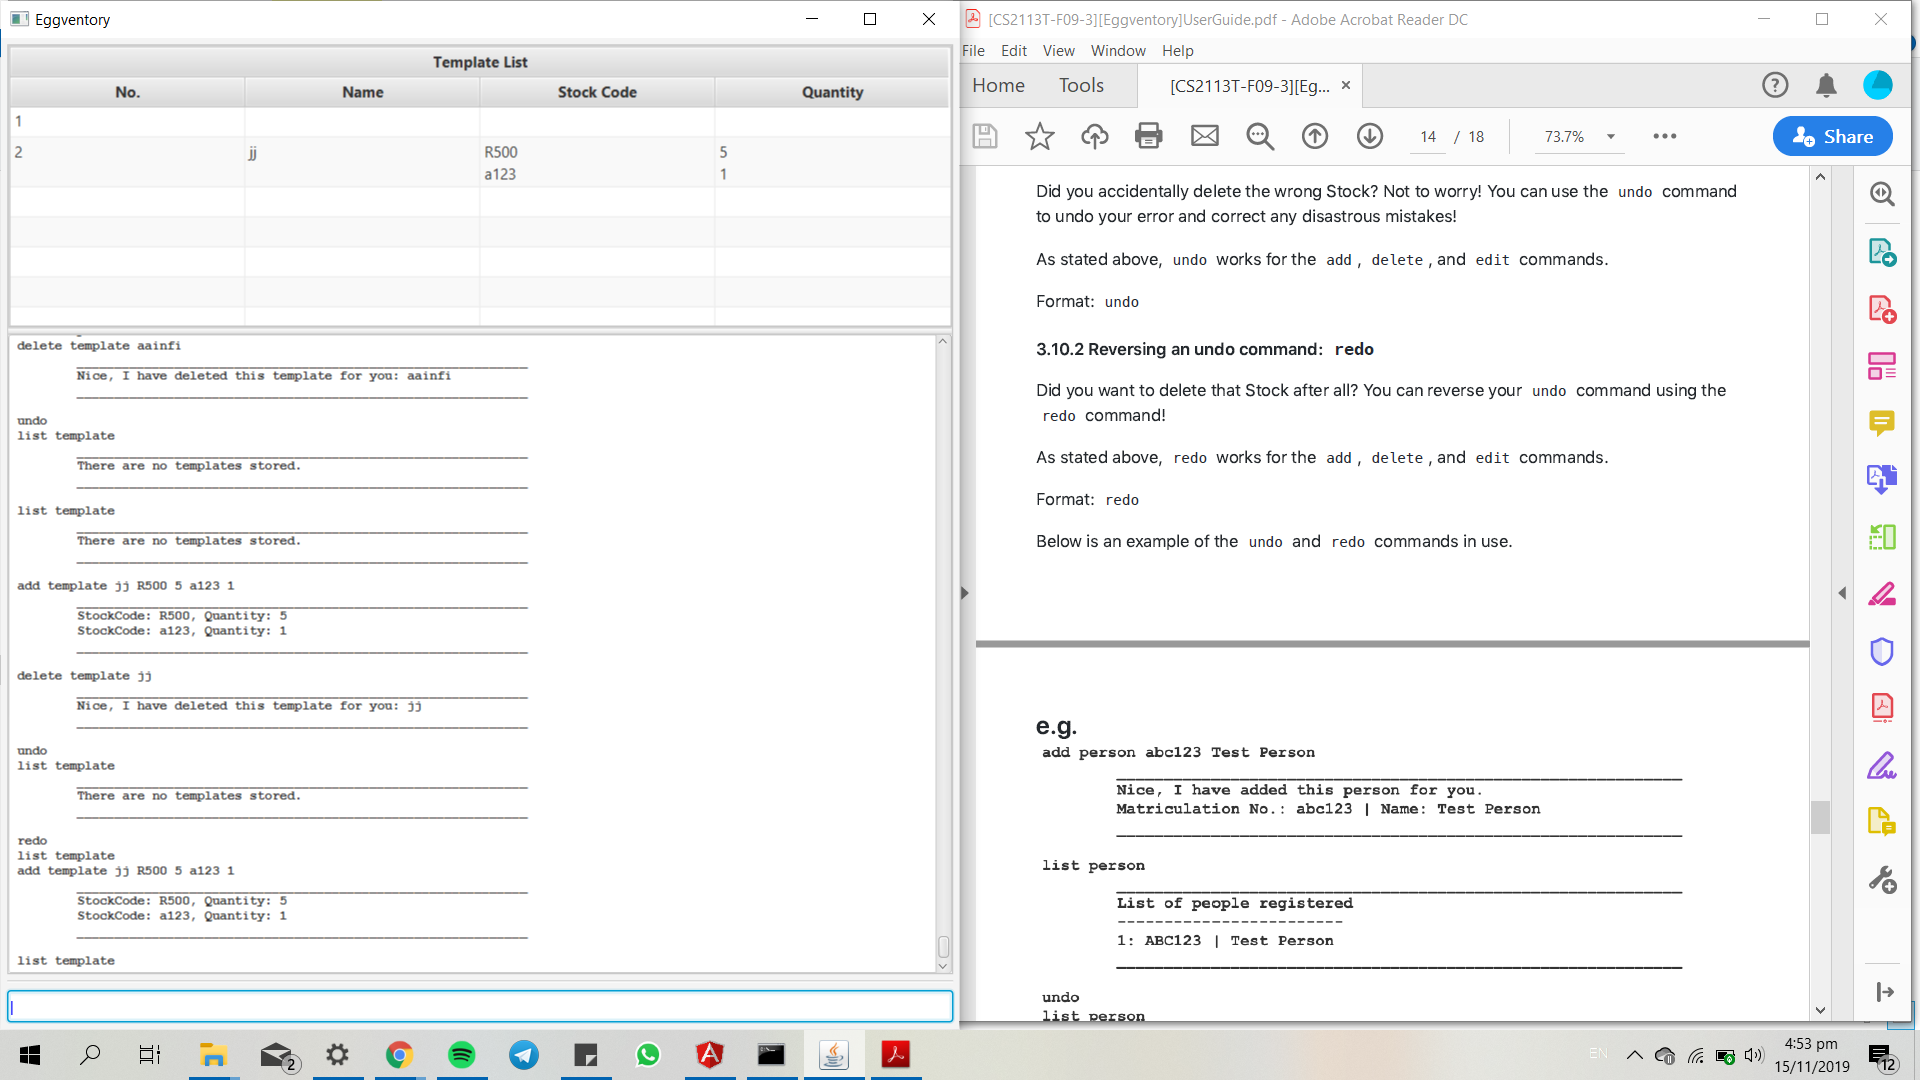 Eggventory
Template List
No. Name Stock Code Quantity
1
2 jj R500 5
a123 1
delete template aainfi
Nice, I have deleted this template for you: aainfi
undo
list template
There are no templates stored.
list template
There are no templates stored.
add template jj R500 5 a123 1
StockCode: R500, Quantity: 5
StockCode: a123, Quantity: 1
delete template jj
Nice, I have deleted this template for you: jj
undo
list template
There are no templates stored.
redo
list template
add template jj R500 5 a123 1
StockCode: R500, Quantity: 5
StockCode: a123, Quantity: 1
list template
[CS2113T-F09-3][Eggventory]UserGuide.pdf - Adobe Acrobat Reader DC
File Edit View Window Help
Home Tools [CS2113T-F09-3][Eg... ×
14 / 18 73.7% Share
Did you accidentally delete the wrong Stock? Not to worry! You can use the undo command
to undo your error and correct any disastrous mistakes!
As stated above, undo works for the add , delete , and edit commands.
Format: undo
3.10.2 Reversing an undo command: redo
Did you want to delete that Stock after all? You can reverse your undo command using the
redo command!
As stated above, redo works for the add , delete , and edit commands.
Format: redo
Below is an example of the undo and redo commands in use.
e.g.
add person abc123 Test Person
Nice, I have added this person for you.
Matriculation No.: abc123 | Name: Test Person
list person
List of people registered
------------------------
1: ABC123 | Test Person
undo
list person
2
EN
4:53 pm
15/11/2019
12